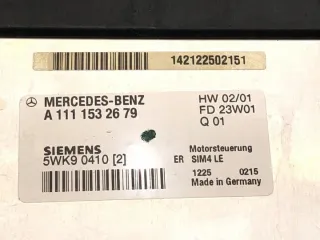 142122502151
MERCEDES-BENZ HW 02/01
A 111 153 26 79 FD 23W01
Q 01
SIEMENS Motorsteuerung
5WK9 0410 [2] ER SIM4 LE
1225 0215
Made in Germany